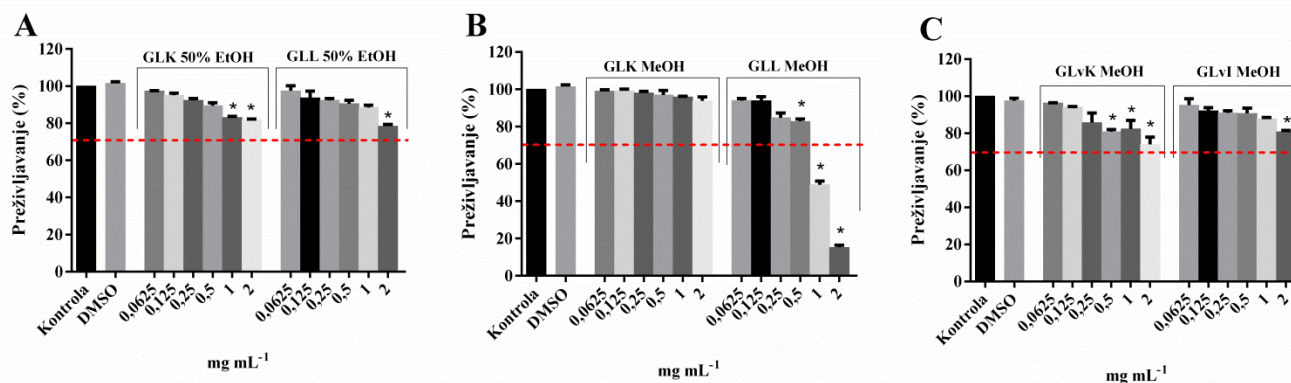 A
GLK 50% EtOH
GLL 50% EtOH
Preživljavanje (%)
120
100
80
60
40
20
0
* * *
Kontrola
DMSO
0,0625
0,125
0,25
0,5
1
2
0,0625
0,125
0,25
0,5
1
2
mg mL⁻¹
B
GLK MeOH
GLL MeOH
Preživljavanje (%)
120
100
80
60
40
20
0
* * *
Kontrola
DMSO
0,0625
0,125
0,25
0,5
1
2
0,0625
0,125
0,25
0,5
1
2
mg mL⁻¹
C
GLvK MeOH
GLvI MeOH
Preživljavanje (%)
120
100
80
60
40
20
0
* * * *
Kontrola
DMSO
0,0625
0,125
0,25
0,5
1
2
0,0625
0,125
0,25
0,5
1
2
mg mL⁻¹